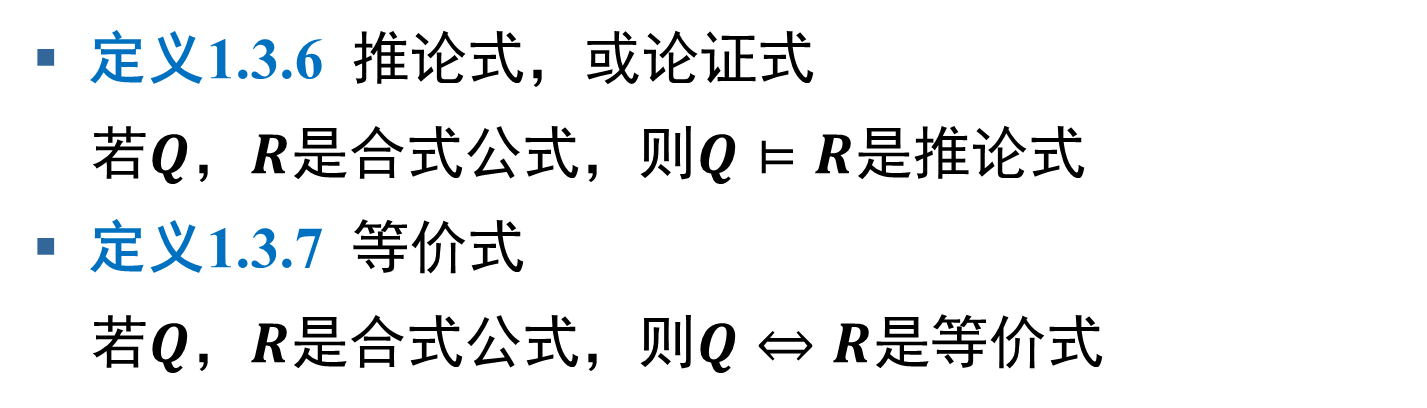 ▪ 定义1.3.6 推论式，或论证式
若Q，R是合式公式，则Q ⊨ R是推论式
▪ 定义1.3.7 等价式
若Q，R是合式公式，则Q ⇔ R是等价式